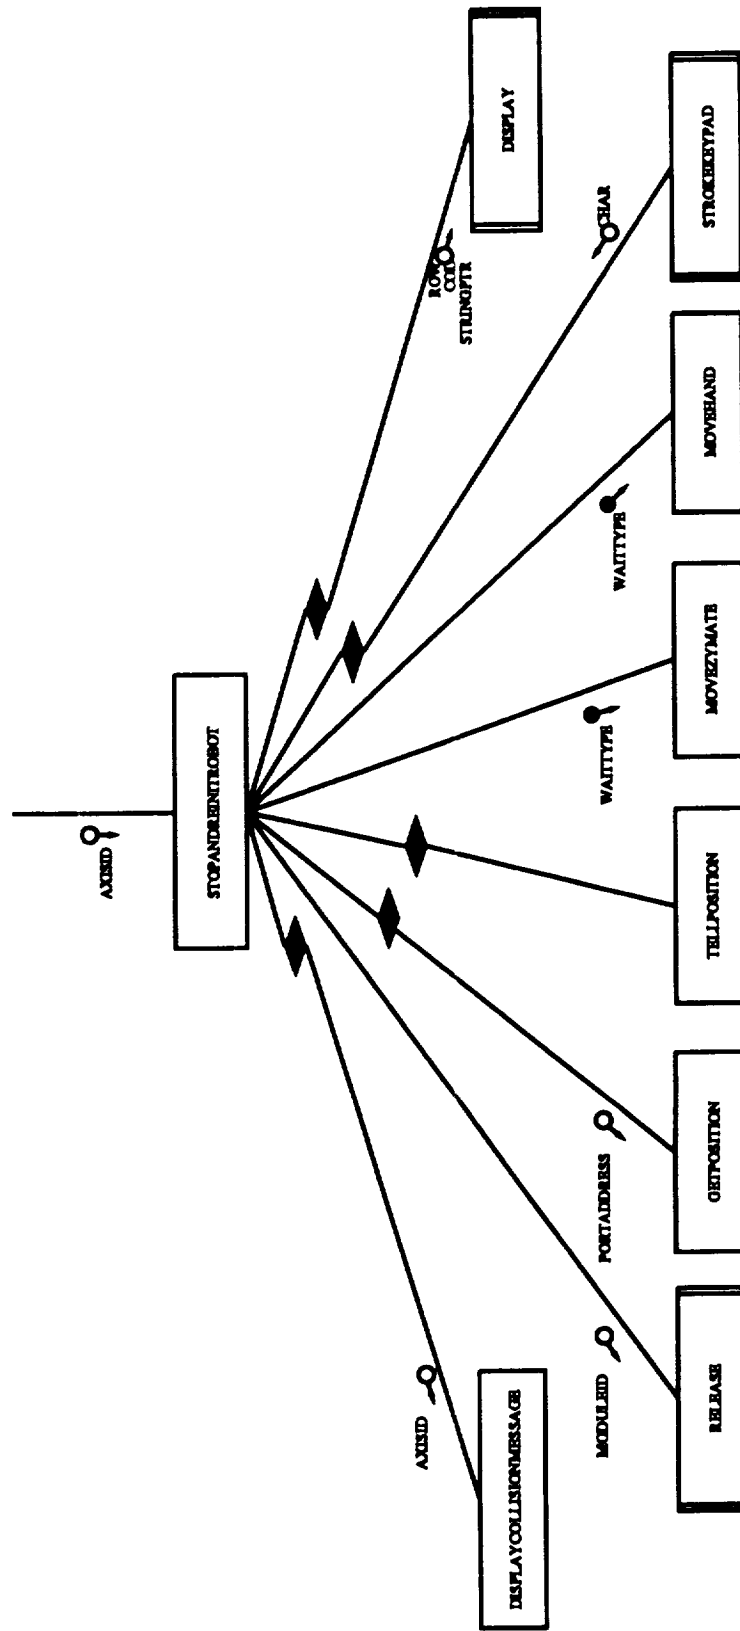 AXISID
STOPANDREINITROBOT
DISPLAYCOLLISIONMESSAGE
AXISID
RELEASE
MODULEID
GETPOSITION
PORTADDRESS
TELLPOSITION
MOVEZYMATE
WAITTYPE
MOVEHAND
WAITTYPE
STROKEKEYPAD
CHAR
DISPLAY
ROW
COL
STRINGPTR